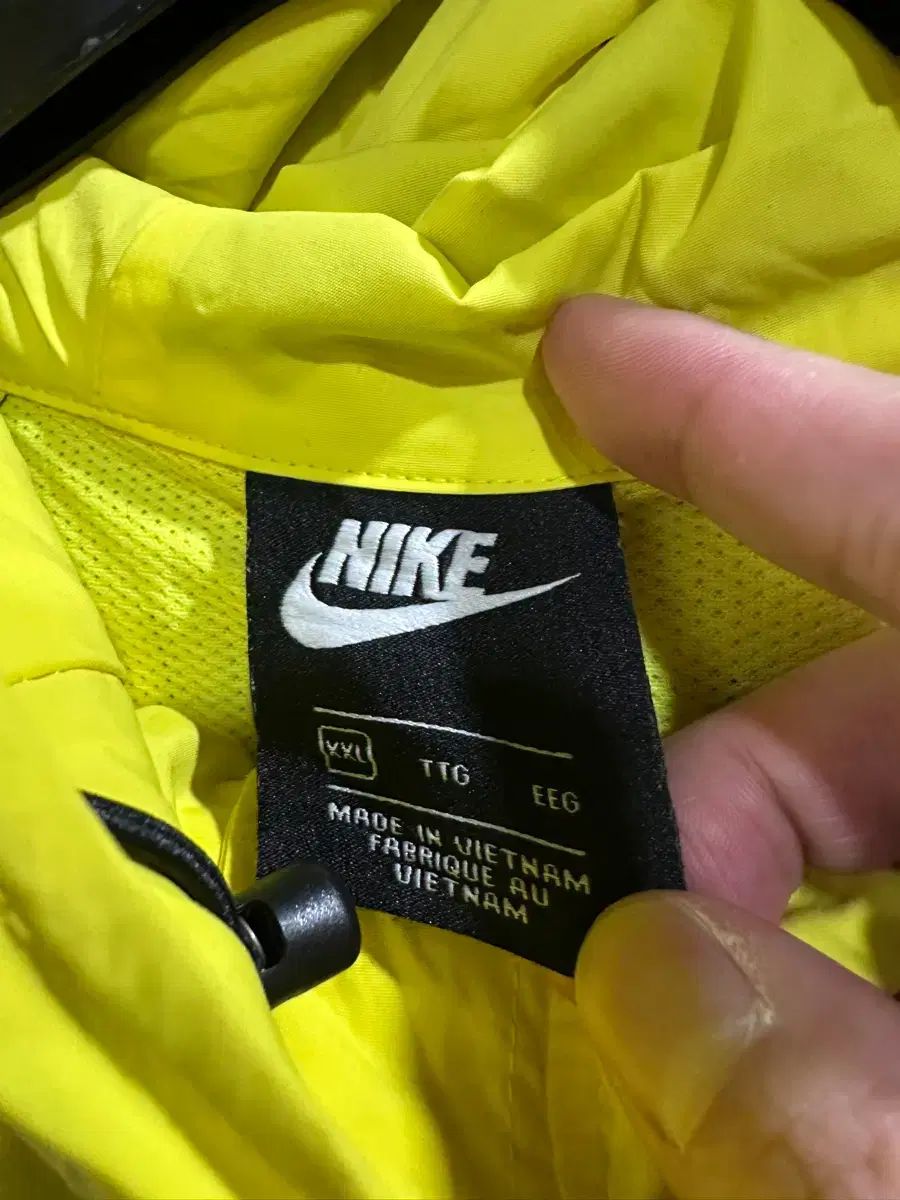 NIKE
XXL TTG EEG
MADE IN VIETNAM
FABRIQUE AU
VIETNAM